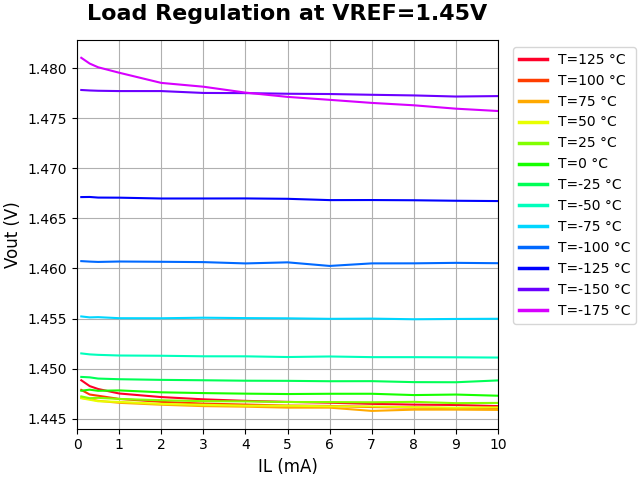 Load Regulation at VREF=1.45V
Vout (V)
1.480
1.475
1.470
1.465
1.460
1.455
1.450
1.445
0
1
2
3
4
5
6
7
8
9
10
IL (mA)
T=125 °C
T=100 °C
T=75 °C
T=50 °C
T=25 °C
T=0 °C
T=-25 °C
T=-50 °C
T=-75 °C
T=-100 °C
T=-125 °C
T=-150 °C
T=-175 °C